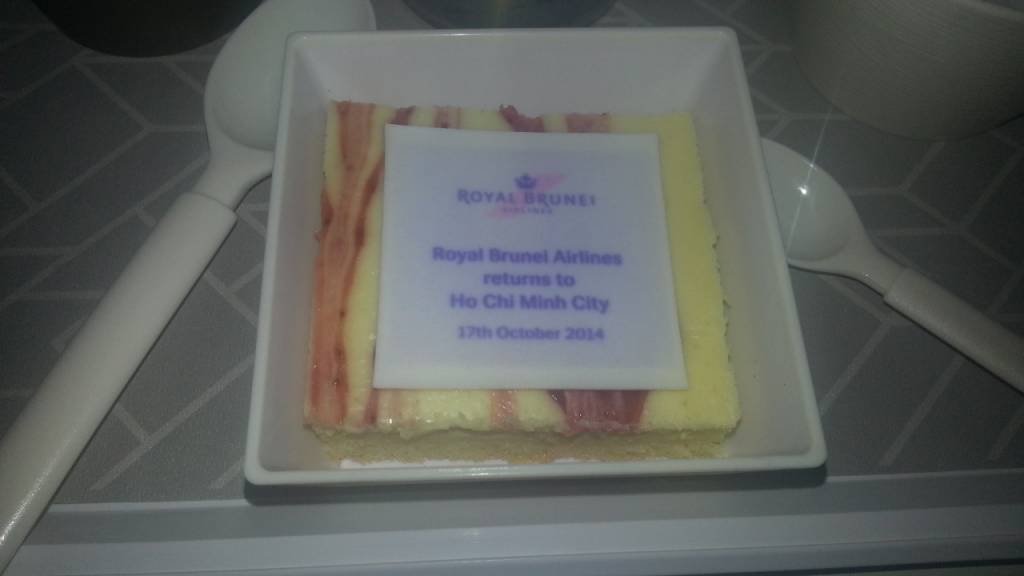 ROYAL BRUNEI
AIRLINES
Royal Brunei Airlines
returns to
Ho Chi Minh City
17th October 2014